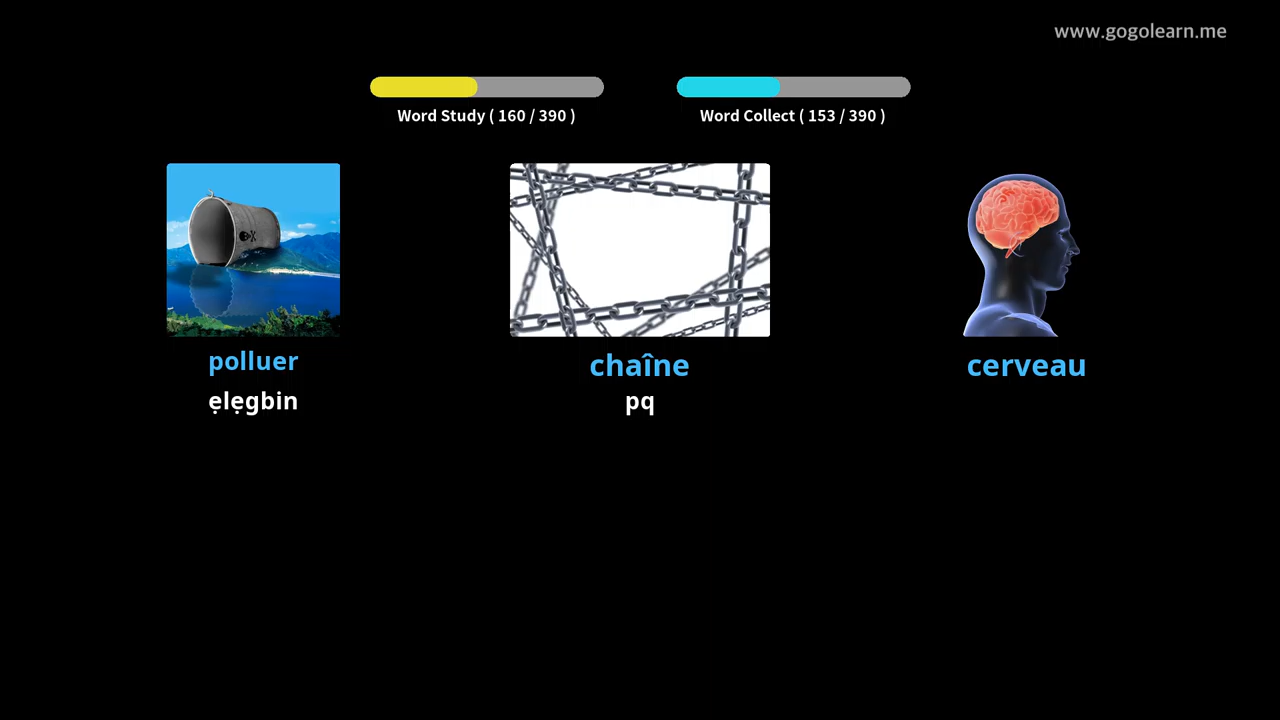 www.gogolearn.me
Word Study ( 160 / 390 )
Word Collect ( 153 / 390 )
polluer
chaîne
cerveau
ẹlẹgbin
pq